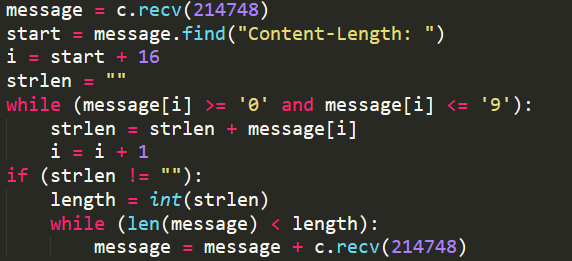 message = c.recv(214748)
start = message.find("Content-Length: ")
i = start + 16
strlen = ""
while (message[i] >= '0' and message[i] <= '9'):
    strlen = strlen + message[i]
    i = i + 1
if (strlen != ""):
    length = int(strlen)
    while (len(message) < length):
        message = message + c.recv(214748)